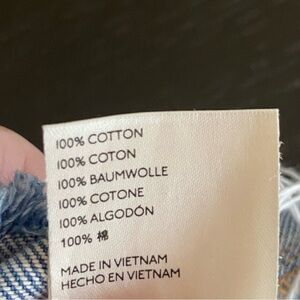 100% COTTON
100% COTON
100% BAUMWOLLE
100% COTONE
100% ALGODÓN
100% 棉
MADE IN VIETNAM
HECHO EN VIETNAM